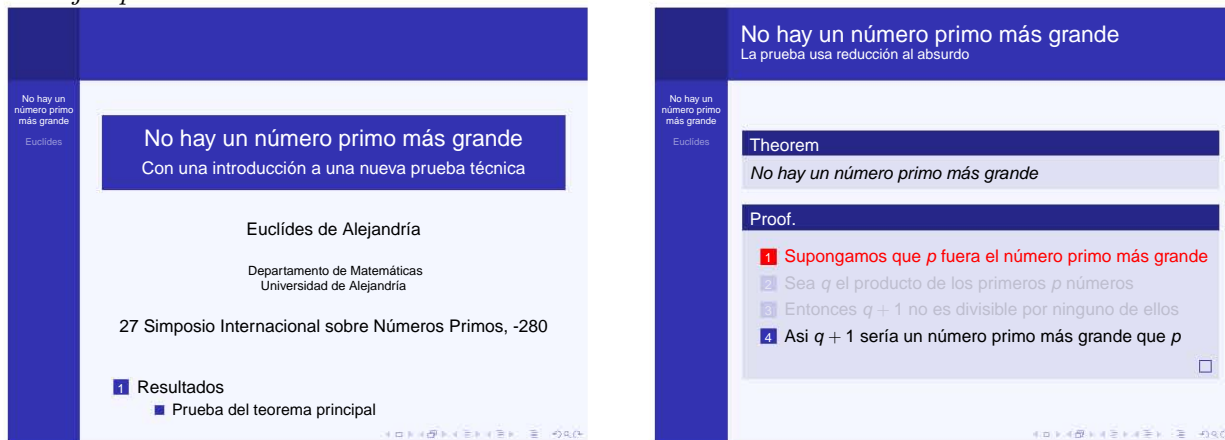 No hay un
número primo
más grande
Euclídes
No hay un número primo más grande
Con una introducción a una nueva prueba técnica
Euclídes de Alejandría
Departamento de Matemáticas
Universidad de Alejandría
27 Simposio Internacional sobre Números Primos, -280
1 Resultados
Prueba del teorema principal
No hay un número primo más grande
La prueba usa reducción al absurdo
No hay un
número primo
más grande
Euclídes
Theorem
No hay un número primo más grande
Proof.
1 Supongamos que p fuera el número primo más grande
2 Sea q el producto de los primeros p números
3 Entonces q + 1 no es divisible por ninguno de ellos
4 Asi q + 1 sería un número primo más grande que p